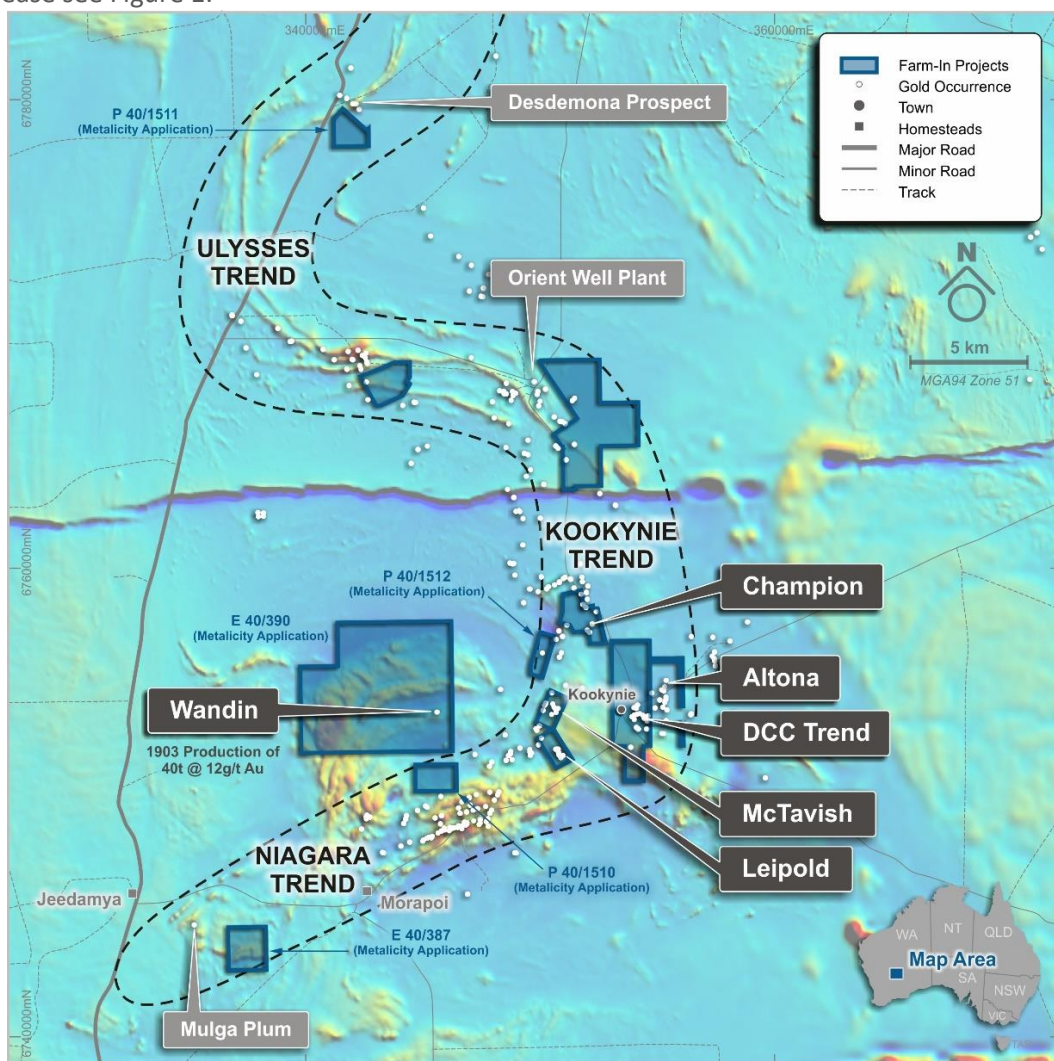 ease see Figure 1.
340000mE
360000mE
6780000mN
6760000mN
6740000mN
Farm-In Projects
Gold Occurrence
Town
Homesteads
Major Road
Minor Road
Track
N
5 km
MGA94 Zone 51
Desdemona Prospect
P 40/1511
(Metalicity Application)
ULYSSES
TREND
Orient Well Plant
KOOKYNIE
TREND
P 40/1512
(Metalicity Application)
Champion
E 40/390
(Metalicity Application)
Altona
Kookynie
Wandin
DCC Trend
1903 Production of
40t @ 12g/t Au
McTavish
NIAGARA
TREND
Leipold
P 40/1510
(Metalicity Application)
Jeedamya
Morapoi
E 40/387
(Metalicity Application)
Mulga Plum
WA
NT
QLD
Map Area
SA
NSW
VIC
TAS